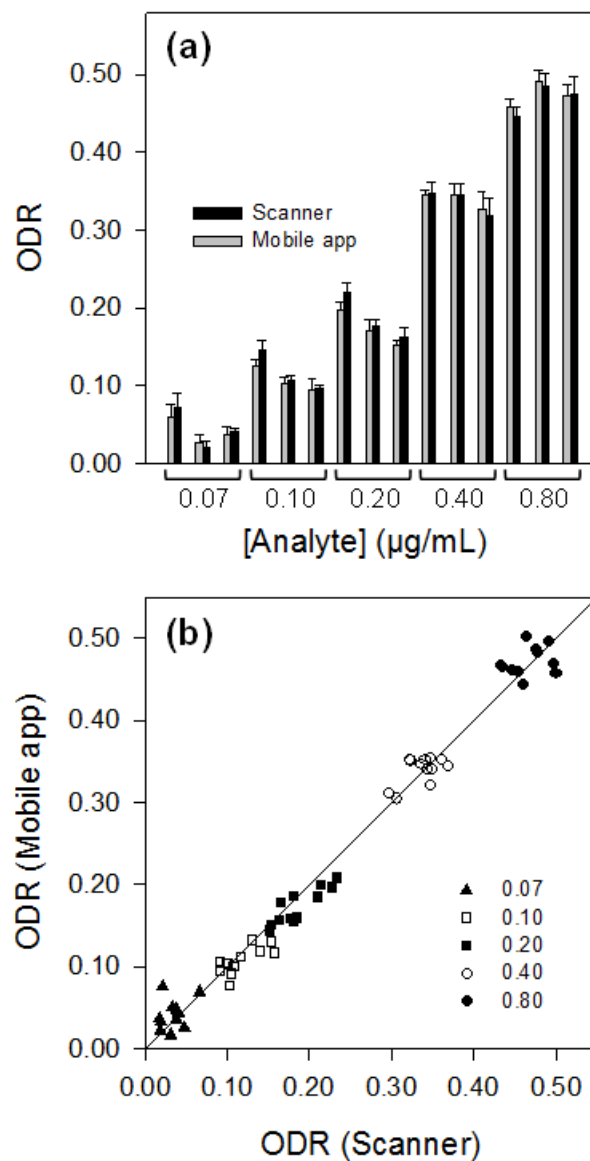 (a)
0.50
0.40
0.30
0.20
0.10
0.00
ODR
Scanner
Mobile app
0.07 0.10 0.20 0.40 0.80
[Analyte] (µg/mL)
(b)
0.50
0.40
0.30
0.20
0.10
0.00
ODR (Mobile app)
0.07
0.10
0.20
0.40
0.80
0.00 0.10 0.20 0.30 0.40 0.50
ODR (Scanner)